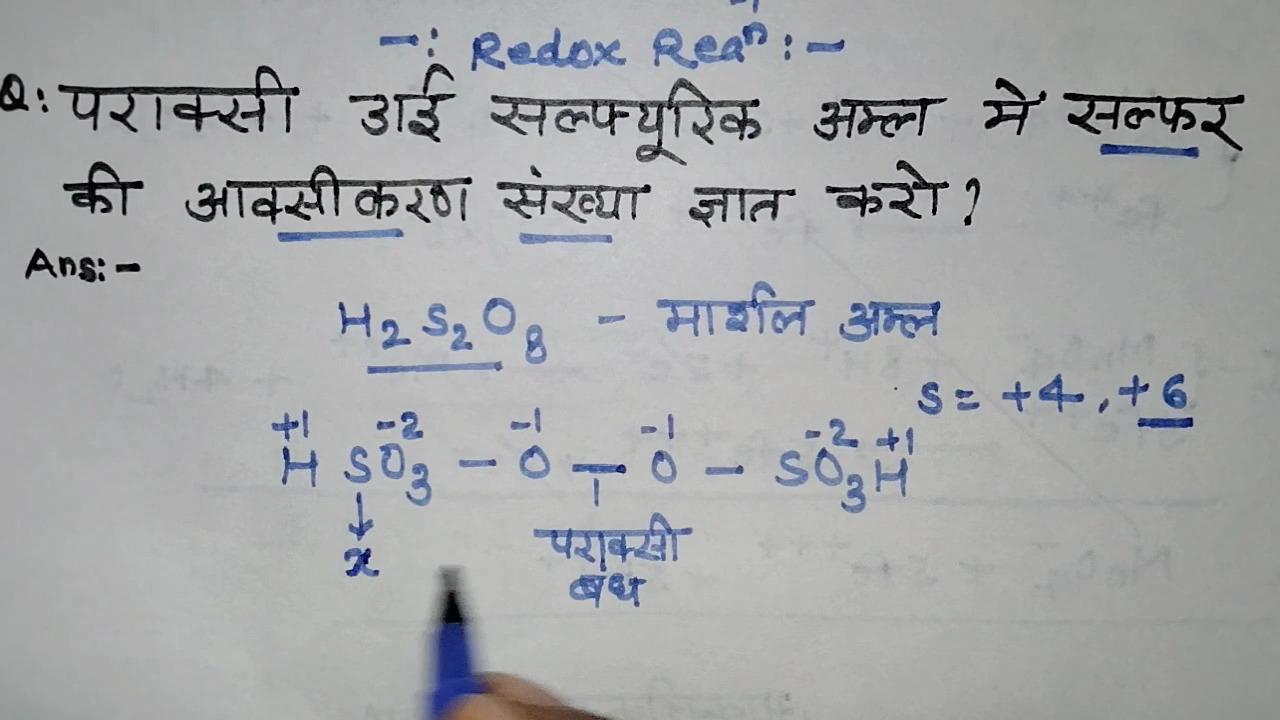 -: Redox Reaⁿ :-
Q: पराक्सी डाई सल्फ्यूरिक अम्ल में सल्फर
की आक्सीकरण संख्या ज्ञात करो ?
Ans:-
H₂S₂O₈ - मार्शल अम्ल
S = +4, +6
+1 -2 -1 -1 -2 +1
H SO₃ - O - O - SO₃H
↓
x
पराक्सी
बंध